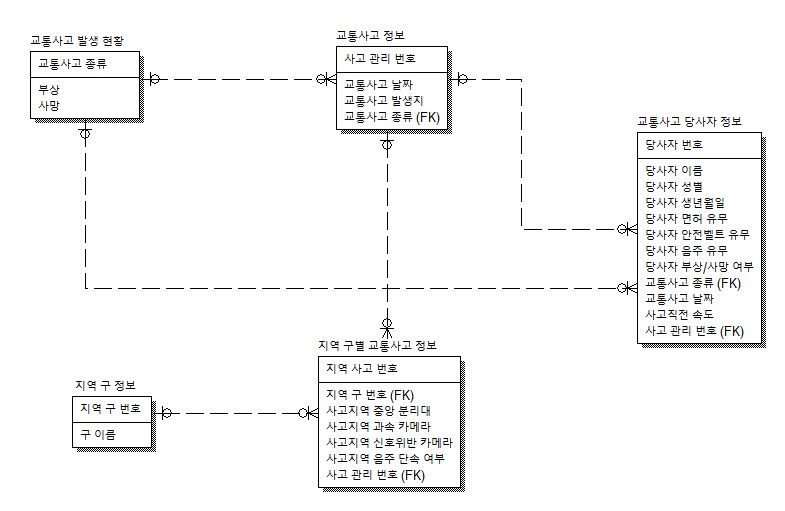 교통사고 발생 현황
교통사고 종류
부상
사망
교통사고 정보
사고 관리 번호
교통사고 날짜
교통사고 발생지
교통사고 종류 (FK)
교통사고 당사자 정보
당사자 번호
당사자 이름
당사자 성별
당사자 생년월일
당사자 면허 유무
당사자 안전벨트 유무
당사자 음주 유무
당사자 부상/사망 여부
교통사고 종류 (FK)
교통사고 날짜
사고직전 속도
사고 관리 번호 (FK)
지역 구 정보
지역 구 번호
구 이름
지역 구별 교통사고 정보
지역 사고 번호
지역 구 번호 (FK)
사고지역 중앙 분리대
사고지역 과속 카메라
사고지역 신호위반 카메라
사고지역 음주 단속 여부
사고 관리 번호 (FK)